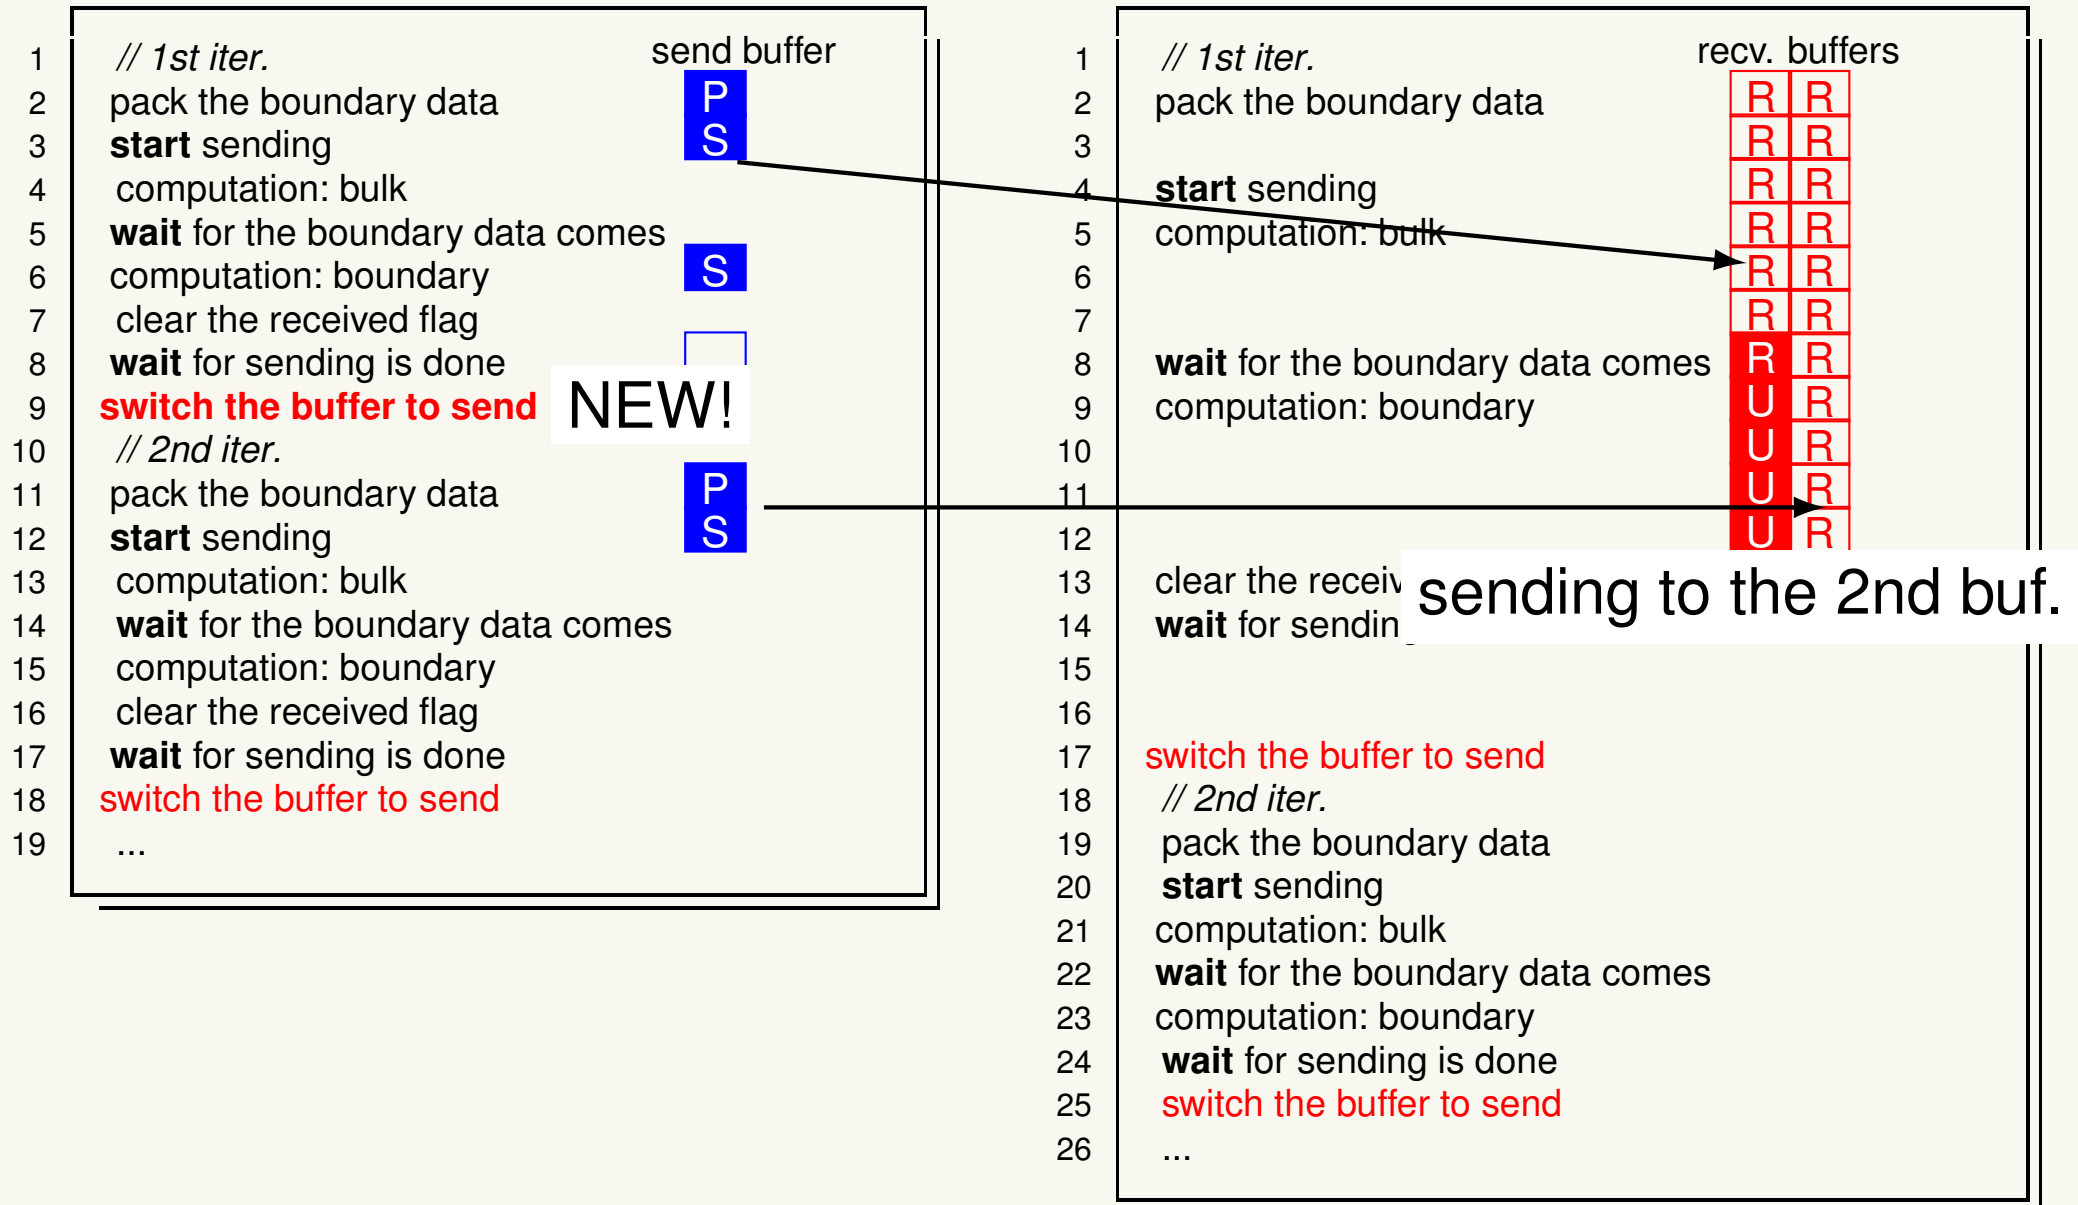 send buffer
1 // 1st iter.
2 pack the boundary data P
3 start sending S
4 computation: bulk
5 wait for the boundary data comes
6 computation: boundary S
7 clear the received flag
8 wait for sending is done
9 switch the buffer to send NEW!
10 // 2nd iter.
11 pack the boundary data P
12 start sending S
13 computation: bulk
14 wait for the boundary data comes
15 computation: boundary
16 clear the received flag
17 wait for sending is done
18 switch the buffer to send
19 ...
recv. buffers
1 // 1st iter.
2 pack the boundary data R R
3 R R
4 start sending R R
5 computation: bulk R R
6 R R
7 R R
8 wait for the boundary data comes R R
9 computation: boundary U R
10 U R
11 U R
12 U R
13 clear the receiv
sending to the 2nd buf.
14 wait for sending
15
16
17 switch the buffer to send
18 // 2nd iter.
19 pack the boundary data
20 start sending
21 computation: bulk
22 wait for the boundary data comes
23 computation: boundary
24 wait for sending is done
25 switch the buffer to send
26 ...